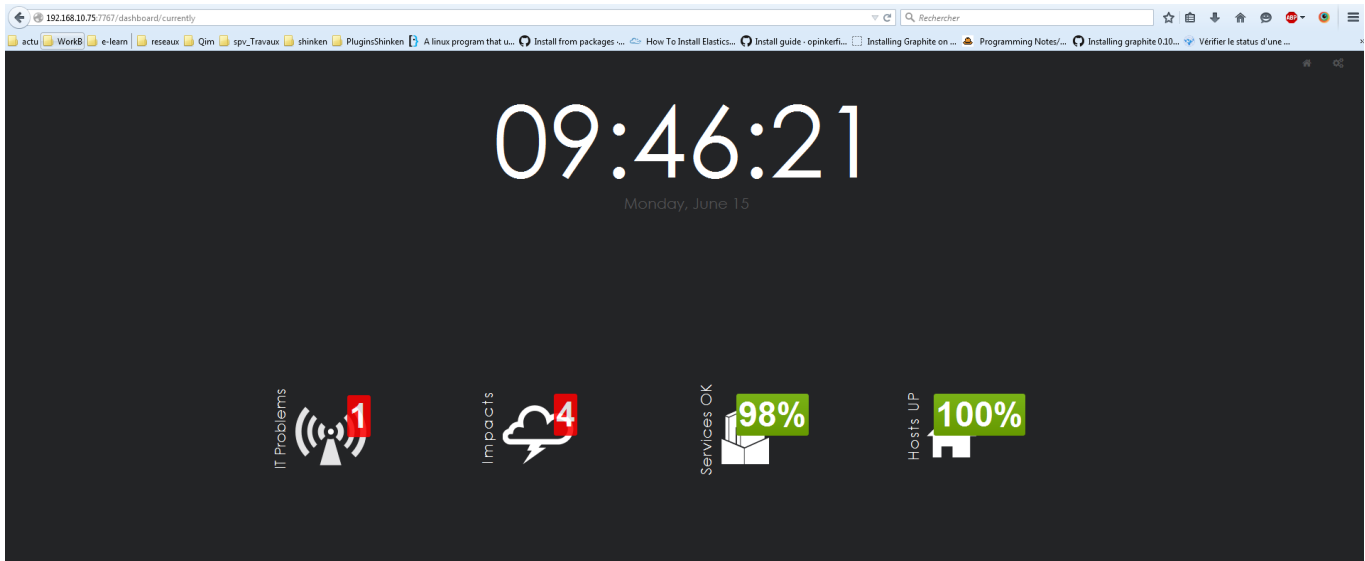 192.168.10.75:7767/dashboard/currently
Rechercher
ABP
actu WorkB e-learn reseaux Qim spv_Travaux shinken PluginsShinken A linux program that u... Install from packages -... How To Install Elastics... Install guide - opinkerfi... Installing Graphite on ... Programming Notes/... Installing graphite 0.10... Vérifier le status d'une ... »
09:46:21
Monday, June 15
IT Problems
1
Impacts
4
Services OK
98%
Hosts UP
100%